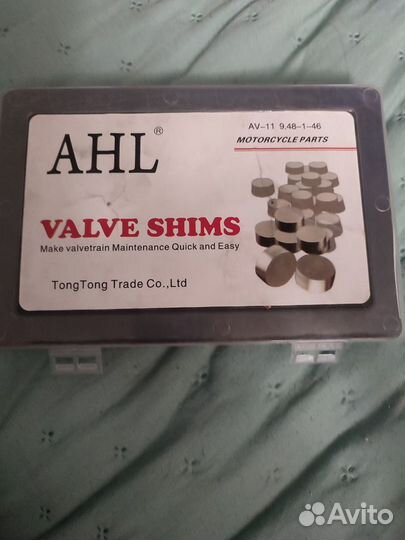 AHL®
AV-11 9.48-1-46
MOTORCYCLE PARTS
VALVE SHIMS
Make valvetrain Maintenance Quick and Easy
TongTong Trade Co.,Ltd
Avito